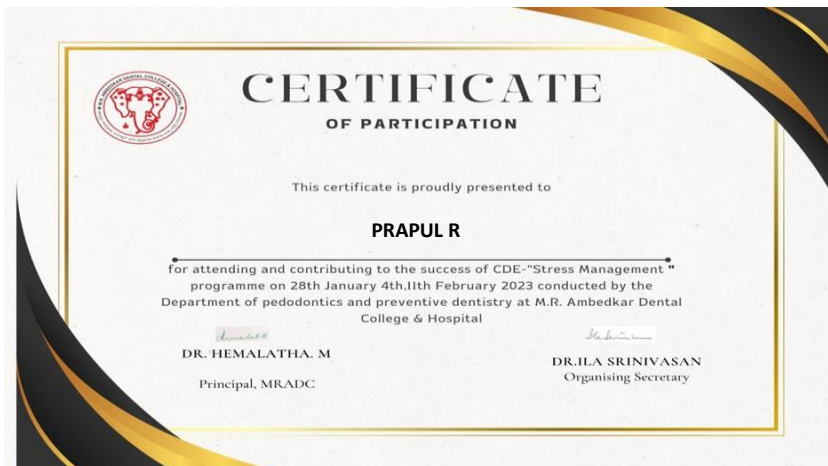 CERTIFICATE
OF PARTICIPATION
This certificate is proudly presented to
PRAPUL R
for attending and contributing to the success of CDE-"Stress Management "
programme on 28th January 4th,IIth February 2023 conducted by the
Department of pedodontics and preventive dentistry at M.R. Ambedkar Dental
College & Hospital
DR. HEMALATHA. M
Principal, MRADC
DR.ILA SRINIVASAN
Organising Secretary